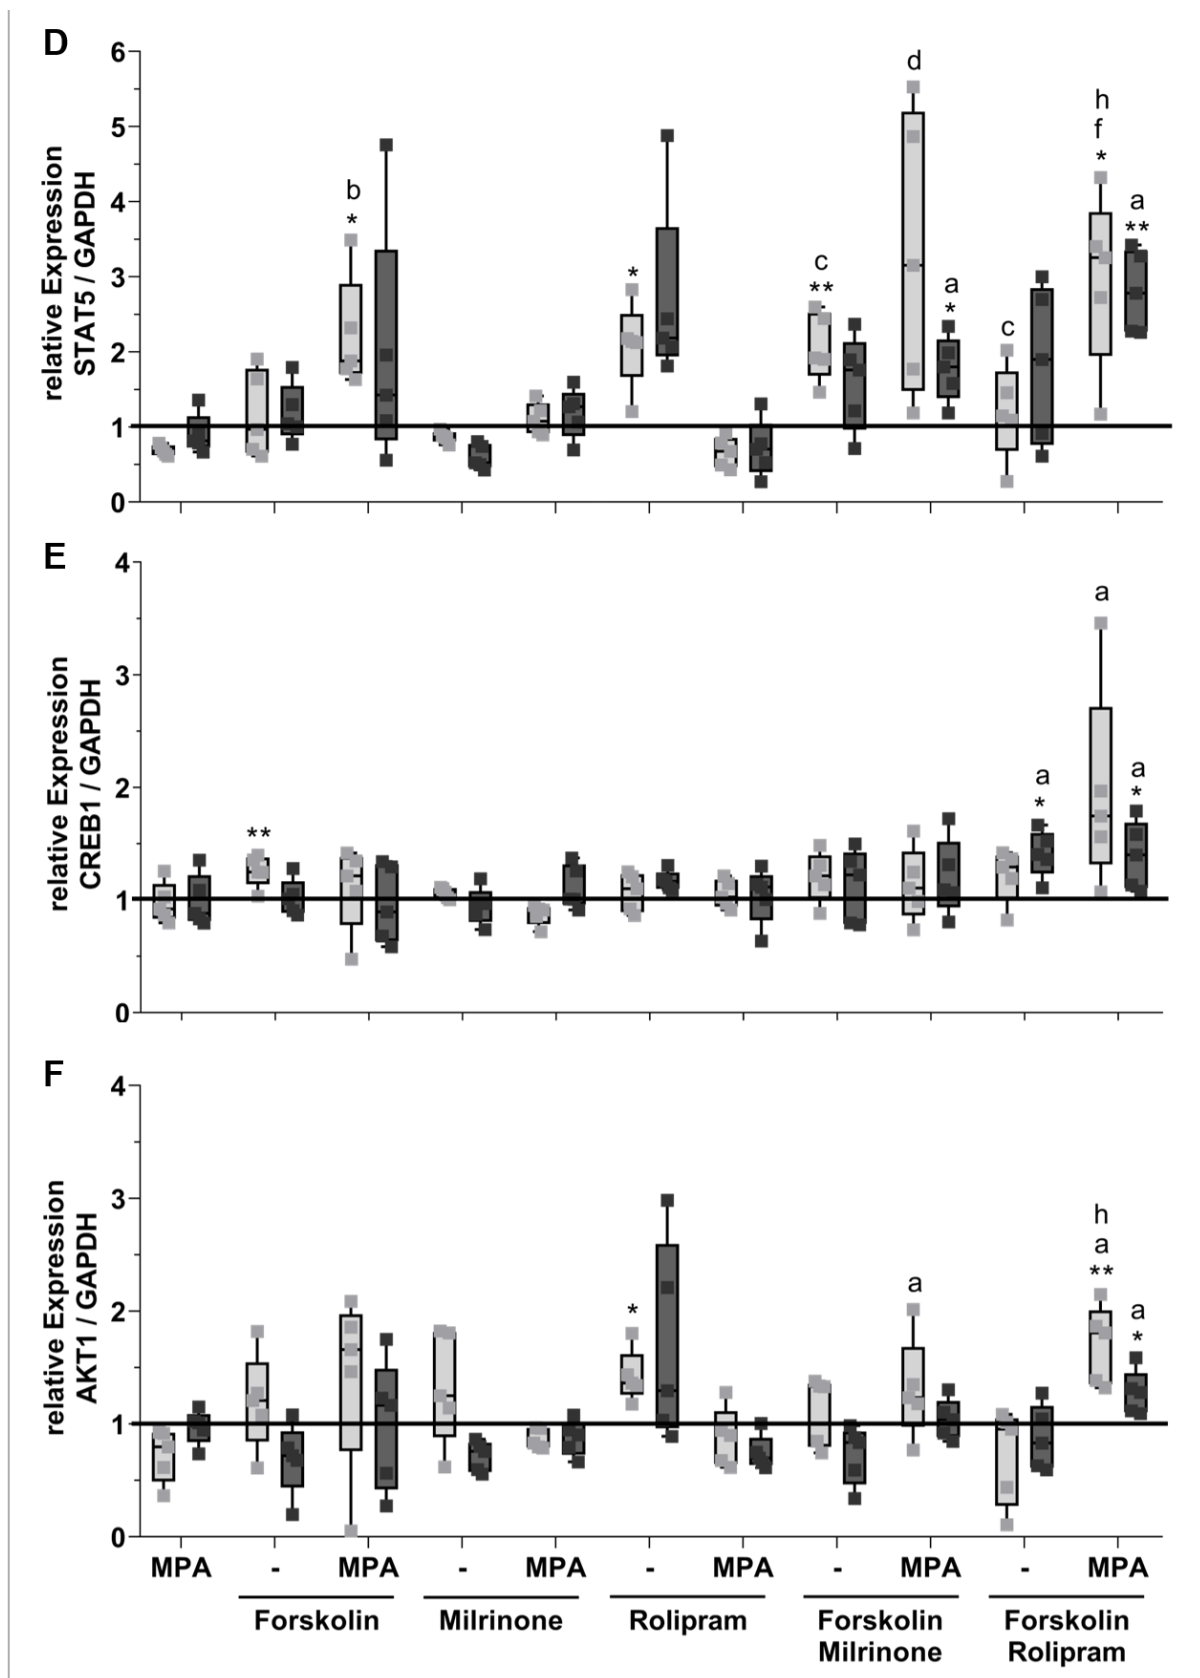 D
relative Expression
STAT5 / GAPDH
6
5
4
3
2
1
0
b
*
*
c
**
d
a
*
c
h
f
*
a
**
E
relative Expression
CREB1 / GAPDH
4
3
2
1
0
**
a
*
a
a
*
F
relative Expression
AKT1 / GAPDH
4
3
2
1
0
*
a
h
a
**
a
*
MPA - MPA - MPA - MPA - MPA - MPA
Forskolin Milrinone Rolipram Forskolin Forskolin
Milrinone Rolipram